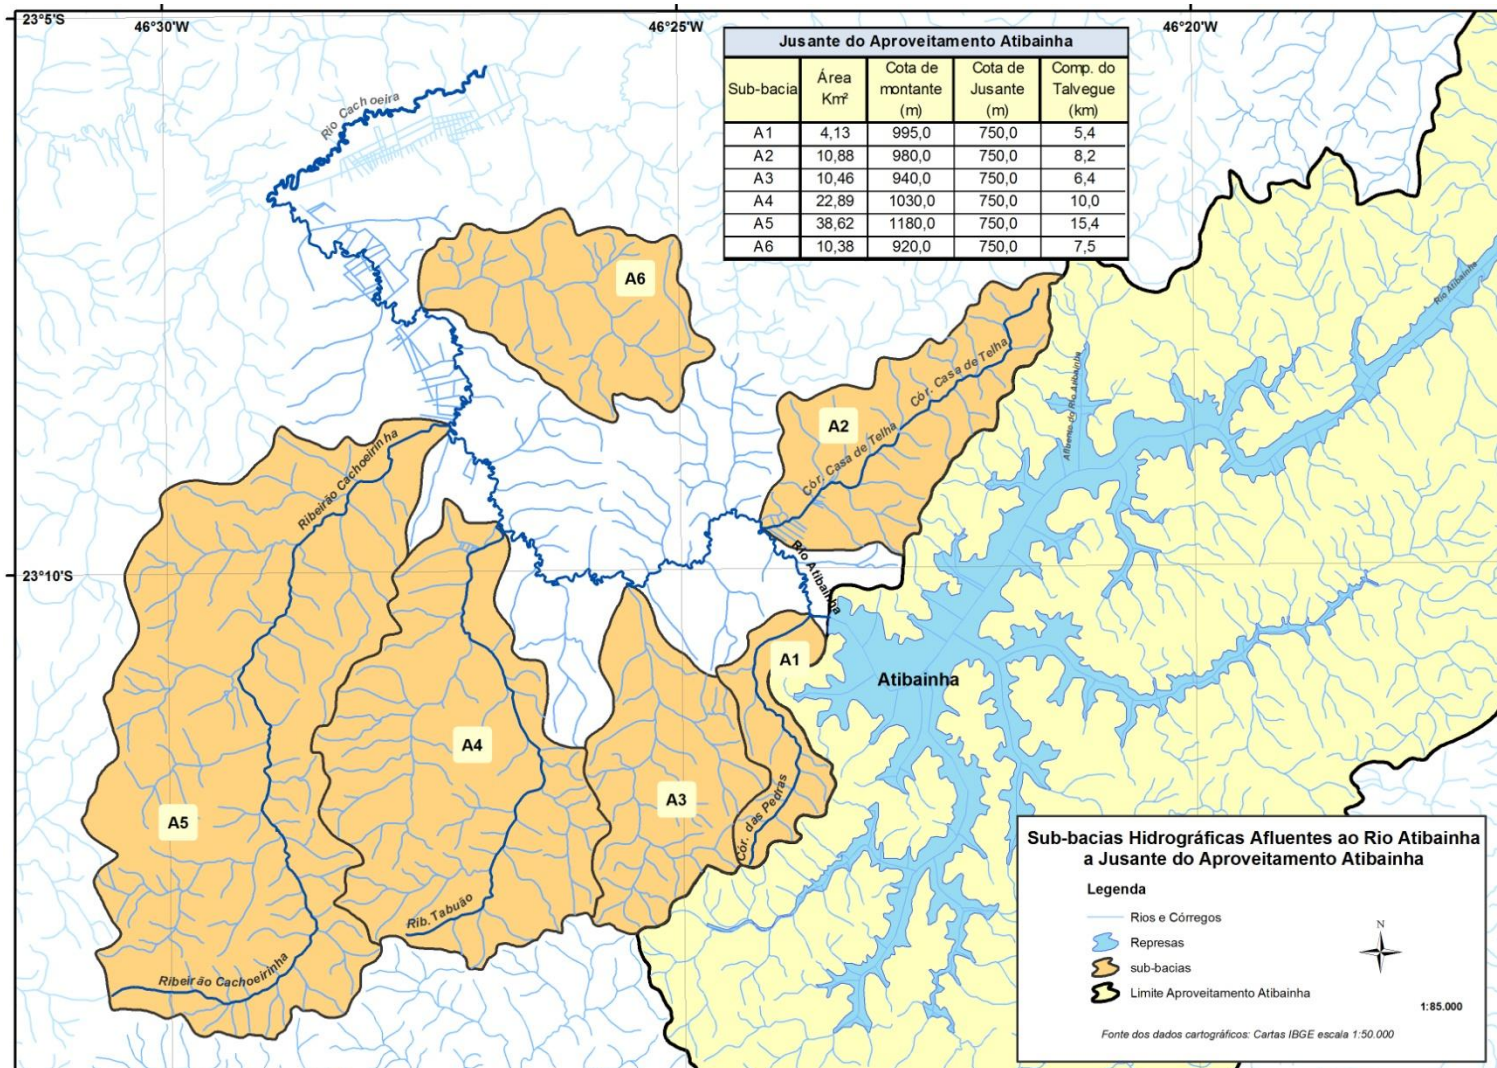 23°5'S
46°30'W
46°25'W
46°20'W
Jusante do Aproveitamento Atibainha
Sub-bacia Área Km² Cota de montante (m) Cota de Jusante (m) Comp. do Talvegue (km)
A1 4,13 995,0 750,0 5,4
A2 10,88 980,0 750,0 8,2
A3 10,46 940,0 750,0 6,4
A4 22,89 1030,0 750,0 10,0
A5 38,62 1180,0 750,0 15,4
A6 10,38 920,0 750,0 7,5
Rio Cachoeira
A6
Rio Atibainha
Afluente do Rio Atibainha
Cór. Casa de Telha
A2
Cór. Casa de Telha
Ribeirão Cachoeirinha
Rio Atibainha
23°10'S
A1
Atibainha
A4
Cór. das Pedras
A3
A5
Rib. Tabuão
Ribeirão Cachoeirinha
Sub-bacias Hidrográficas Afluentes ao Rio Atibainha
a Jusante do Aproveitamento Atibainha
Legenda
Rios e Córregos
Represas
sub-bacias
Limite Aproveitamento Atibainha
N
1:85.000
Fonte dos dados cartográficos: Cartas IBGE escala 1:50.000